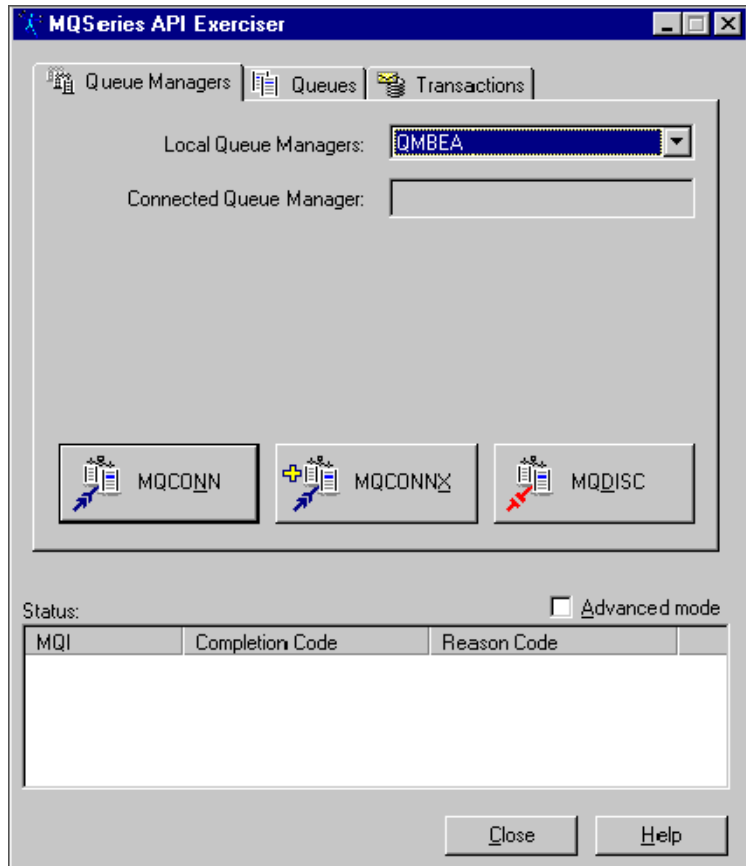 MQSeries API Exerciser
Queue Managers Queues Transactions
Local Queue Managers: QMBEA
Connected Queue Manager:
MQCONN MQCONNX MQDISC
Status: Advanced mode
MQI Completion Code Reason Code
Close Help